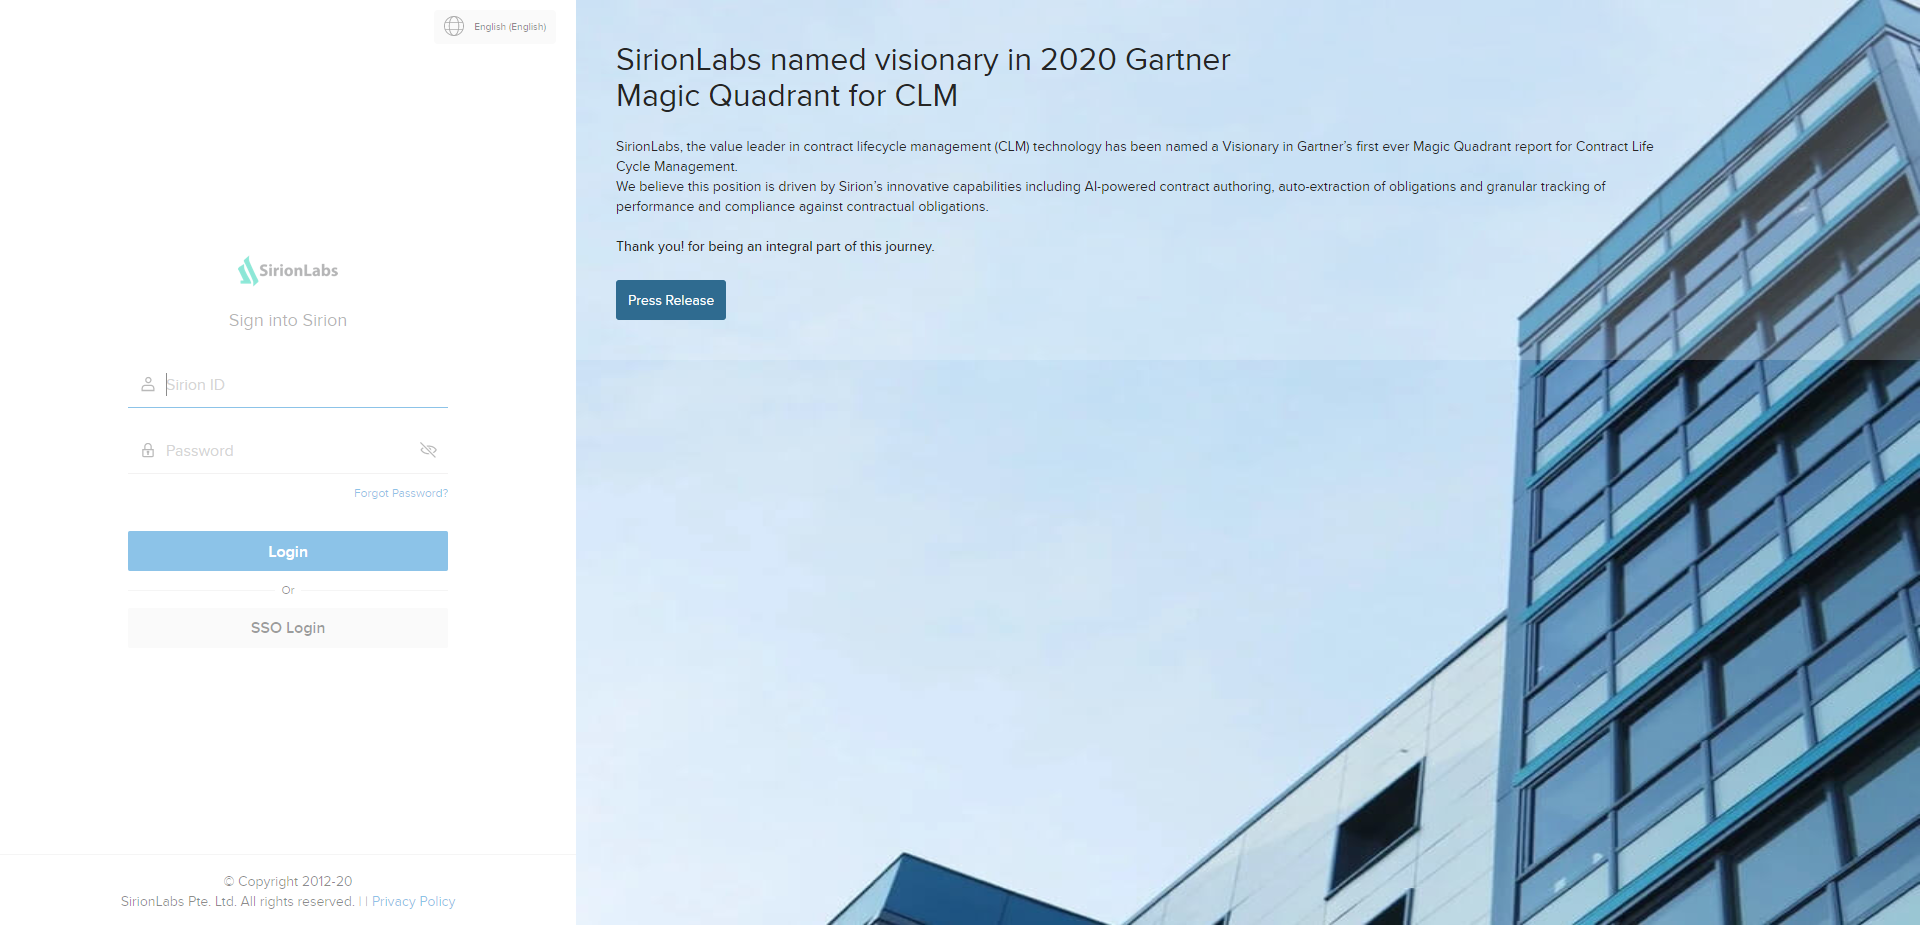 English (English)
SirionLabs
Sign into Sirion
Sirion ID
Password
Forgot Password?
Login
Or
SSO Login
© Copyright 2012-20
SirionLabs Pte. Ltd. All rights reserved. | | Privacy Policy
SirionLabs named visionary in 2020 Gartner
Magic Quadrant for CLM
SirionLabs, the value leader in contract lifecycle management (CLM) technology has been named a Visionary in Gartner’s first ever Magic Quadrant report for Contract Life
Cycle Management.
We believe this position is driven by Sirion’s innovative capabilities including AI-powered contract authoring, auto-extraction of obligations and granular tracking of
performance and compliance against contractual obligations.
Thank you! for being an integral part of this journey.
Press Release